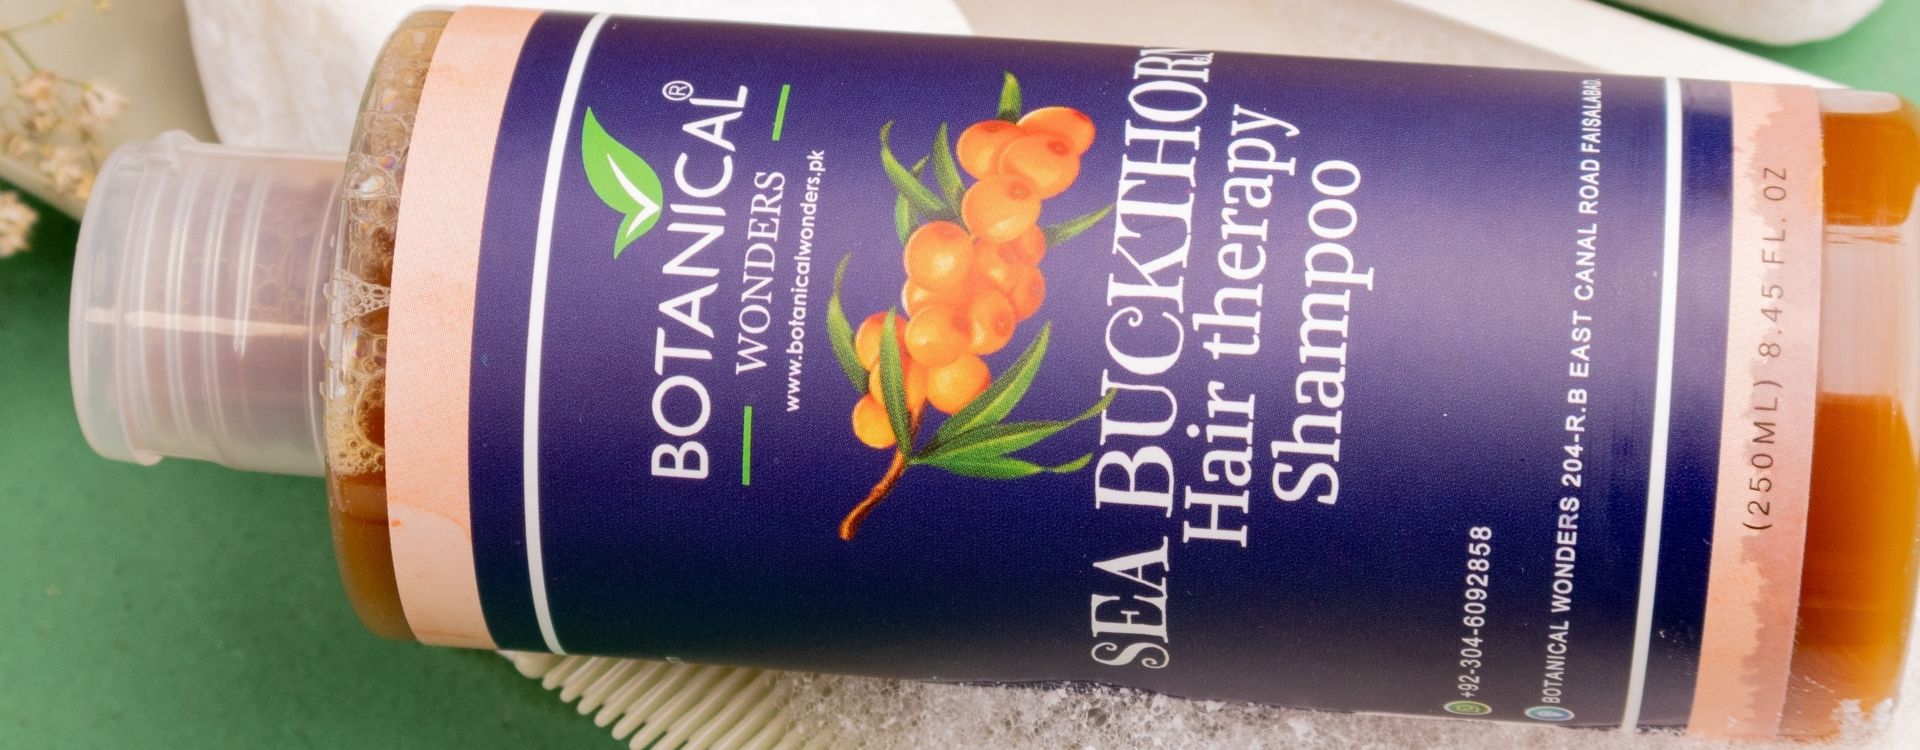 BOTANICAL®
WONDERS
www.botanicalwonders.pk
SEA BUCKTHORN
Hair therapy
Shampoo
+92-304-6092858
BOTANICAL WONDERS 204-R.B EAST CANAL ROAD FAISALABAD.
(250ML) 8.45 FL. OZ